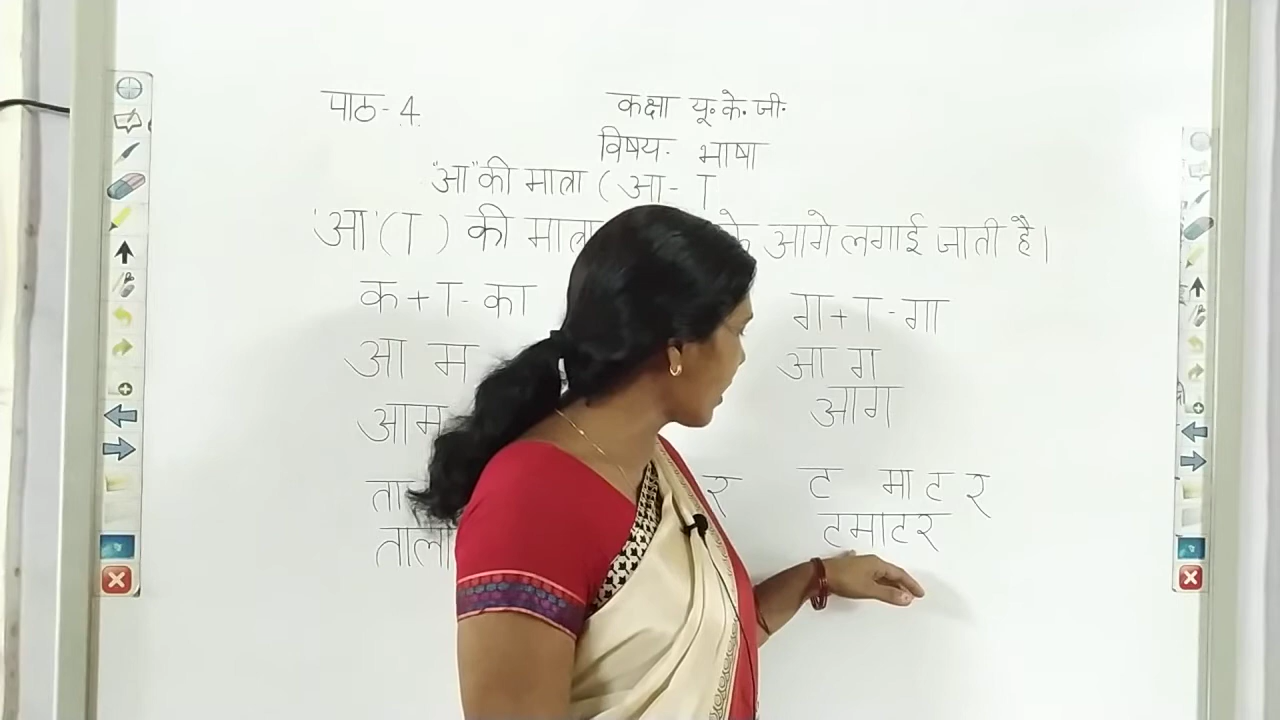 पाठ- 4 कक्षा यू॰ के॰ जी॰
विषय- भाषा
"आ" की मात्रा ( आ- ा
'आ' ( ा ) की मात्रा के आगे लगाई जाती है।
क + ा - का ग + ा - गा
आ म आ ग
आम आग
ता र ट मा ट र
ताला टमाटर